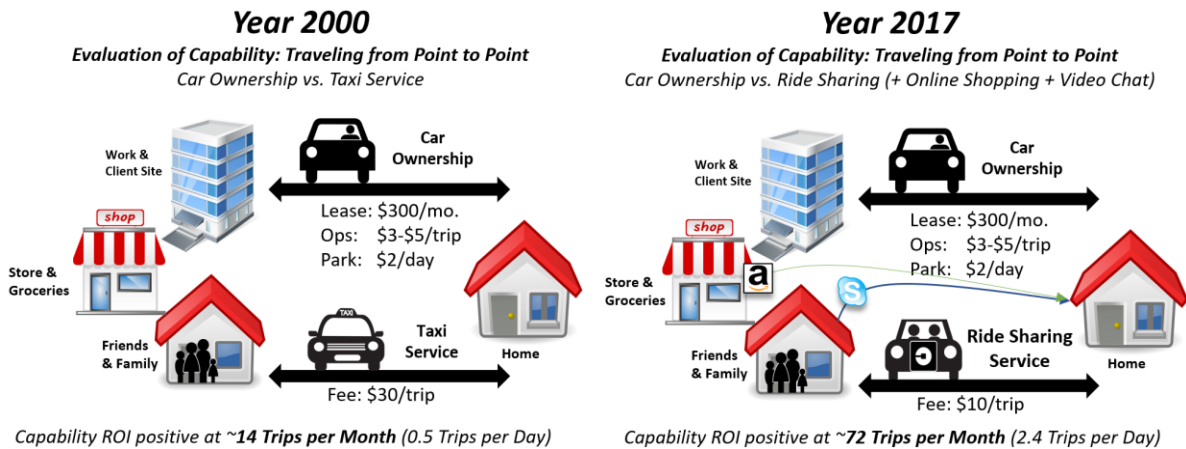 Year 2000
Evaluation of Capability: Traveling from Point to Point
Car Ownership vs. Taxi Service
Work &
Client Site
Car
Ownership
Lease: $300/mo.
Ops: $3-$5/trip
Park: $2/day
shop
Store &
Groceries
Friends
& Family
TAXI
Taxi
Service
Fee: $30/trip
Home
Capability ROI positive at ~14 Trips per Month (0.5 Trips per Day)
Year 2017
Evaluation of Capability: Traveling from Point to Point
Car Ownership vs. Ride Sharing (+ Online Shopping + Video Chat)
Work &
Client Site
Car
Ownership
Lease: $300/mo.
Ops: $3-$5/trip
Park: $2/day
shop
a
S
Store &
Groceries
Friends
& Family
Ride Sharing
Service
Fee: $10/trip
Home
Capability ROI positive at ~72 Trips per Month (2.4 Trips per Day)